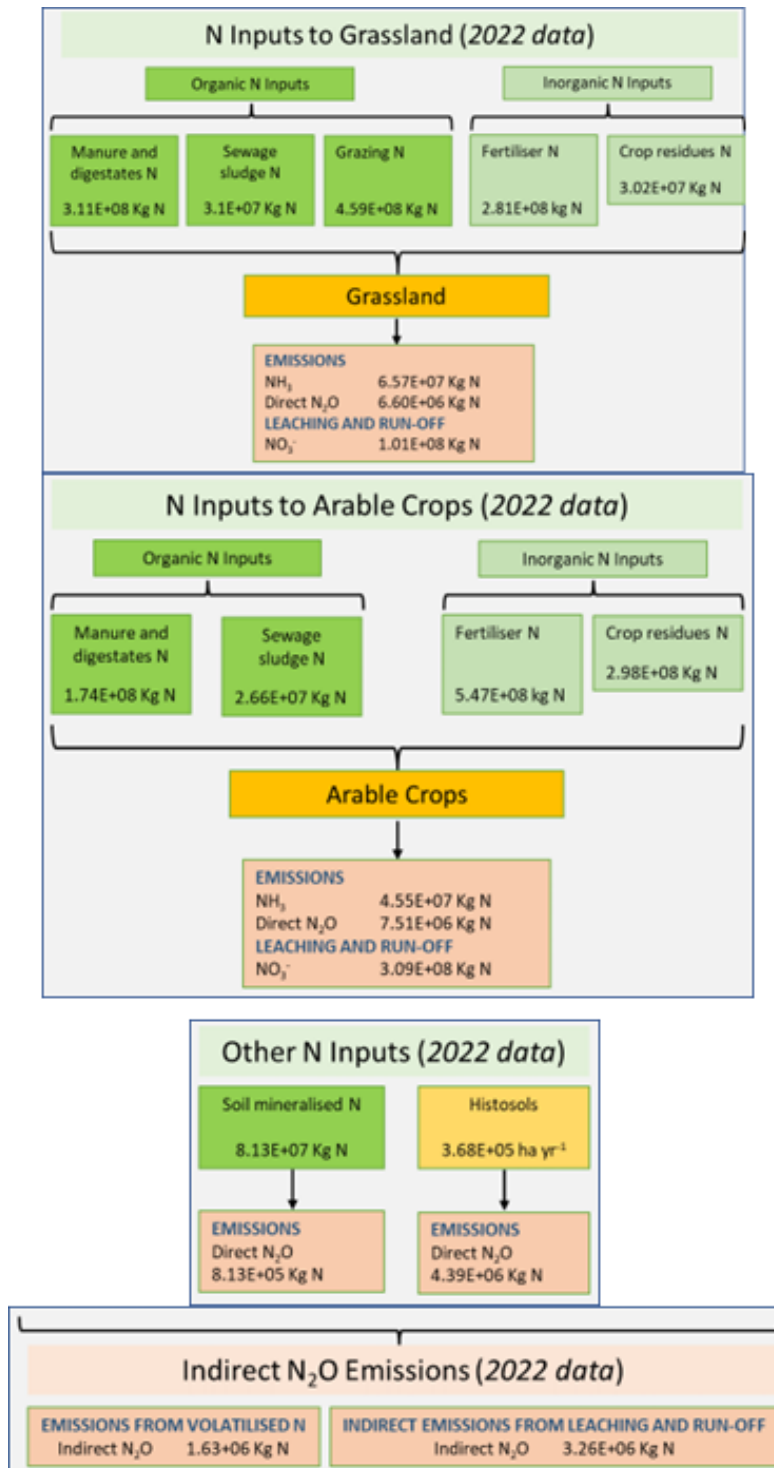 N Inputs to Grassland (2022 data)
Organic N Inputs
Inorganic N Inputs
Manure and
digestates N
3.11E+08 Kg N
Sewage
sludge N
3.1E+07 Kg N
Grazing N
4.59E+08 Kg N
Fertiliser N
2.81E+08 kg N
Crop residues N
3.02E+07 Kg N
Grassland
EMISSIONS
NH₃ 6.57E+07 Kg N
Direct N₂O 6.60E+06 Kg N
LEACHING AND RUN-OFF
NO₃⁻ 1.01E+08 Kg N
N Inputs to Arable Crops (2022 data)
Organic N Inputs
Inorganic N Inputs
Manure and
digestates N
1.74E+08 Kg N
Sewage
sludge N
2.66E+07 Kg N
Fertiliser N
5.47E+08 kg N
Crop residues N
2.98E+08 Kg N
Arable Crops
EMISSIONS
NH₃ 4.55E+07 Kg N
Direct N₂O 7.51E+06 Kg N
LEACHING AND RUN-OFF
NO₃⁻ 3.09E+08 Kg N
Other N Inputs (2022 data)
Soil mineralised N
8.13E+07 Kg N
Histosols
3.68E+05 ha yr⁻¹
EMISSIONS
Direct N₂O
8.13E+05 Kg N
EMISSIONS
Direct N₂O
4.39E+06 Kg N
Indirect N₂O Emissions (2022 data)
EMISSIONS FROM VOLATILISED N
Indirect N₂O 1.63+06 Kg N
INDIRECT EMISSIONS FROM LEACHING AND RUN-OFF
Indirect N₂O 3.26E+06 Kg N